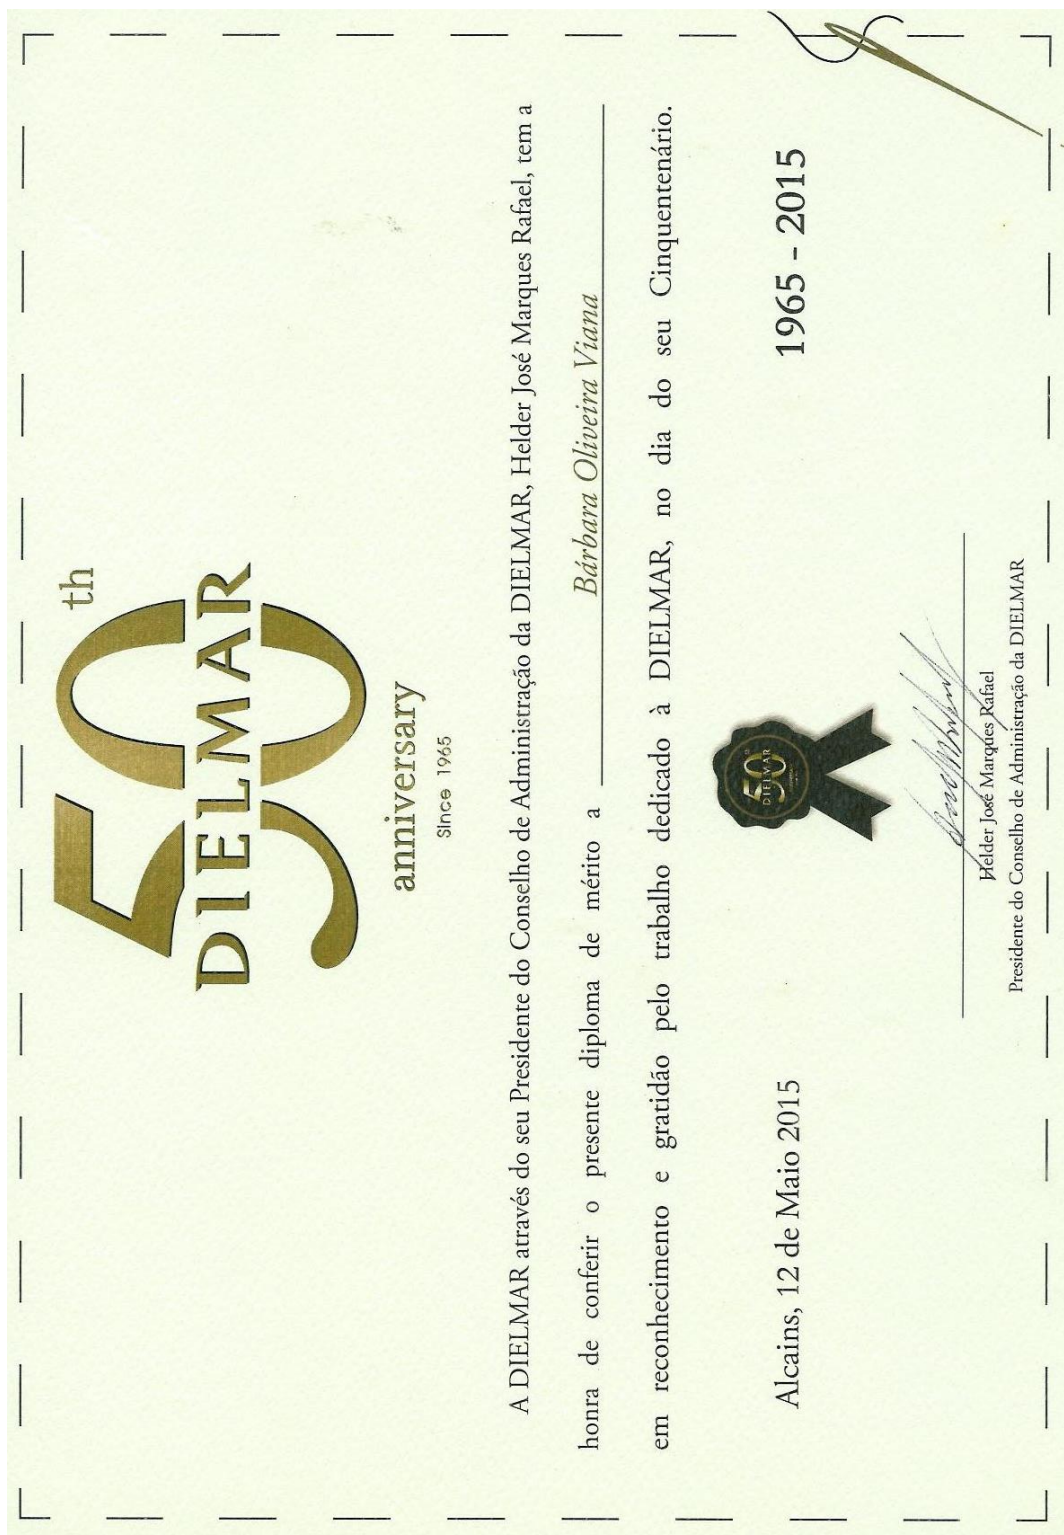 50th
DIELMAR
anniversary
Since 1965
A DIELMAR através do seu Presidente do Conselho de Administração da DIELMAR, Helder José Marques Rafael, tem a
honra de conferir o presente diploma de mérito a Bárbara Oliveira Viana
em reconhecimento e gratidão pelo trabalho dedicado à DIELMAR, no dia do seu Cinquentenário.
Alcains, 12 de Maio 2015
1965 - 2015
50
DIELMAR
Helder José Marques Rafael
Presidente do Conselho de Administração da DIELMAR